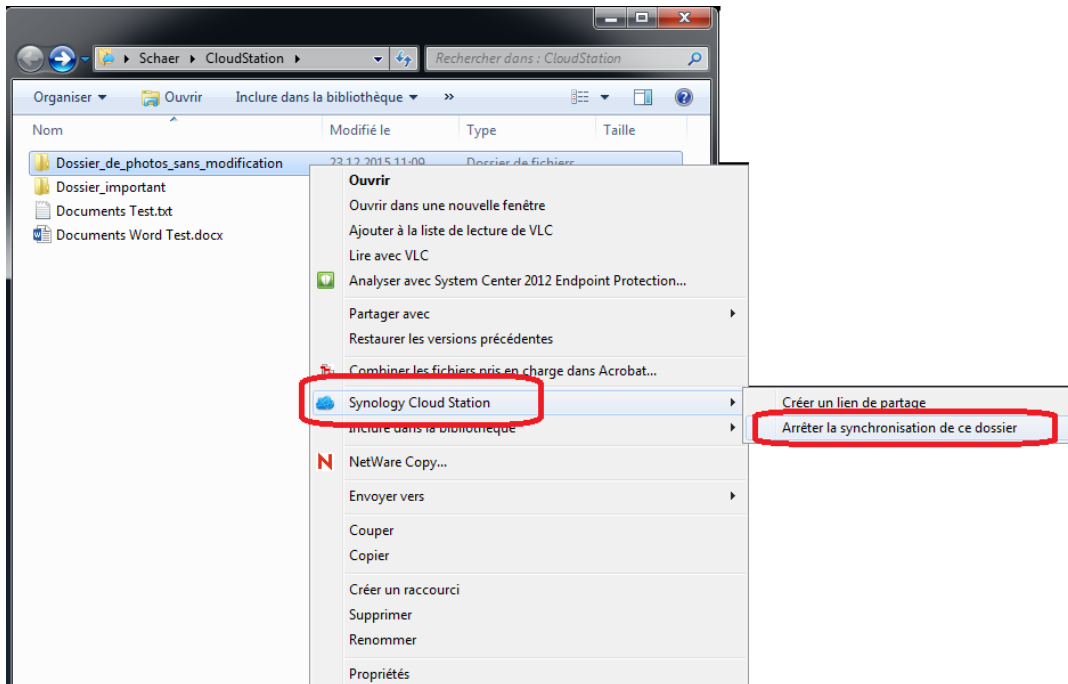 Schaer CloudStation
Rechercher dans : CloudStation
Organiser Ouvrir Inclure dans la bibliothèque »
Nom Modifié le Type Taille
Dossier_de_photos_sans_modification 23.12.2015 11:09 Dossier de fichiers
Dossier_important
Documents Test.txt
Documents Word Test.docx
Ouvrir
Ouvrir dans une nouvelle fenêtre
Ajouter à la liste de lecture de VLC
Lire avec VLC
Analyser avec System Center 2012 Endpoint Protection...
Partager avec
Restaurer les versions précédentes
Combiner les fichiers pris en charge dans Acrobat...
Synology Cloud Station
Créer un lien de partage
Arrêter la synchronisation de ce dossier
Inclure dans la bibliothèque
NetWare Copy...
Envoyer vers
Couper
Copier
Créer un raccourci
Supprimer
Renommer
Propriétés